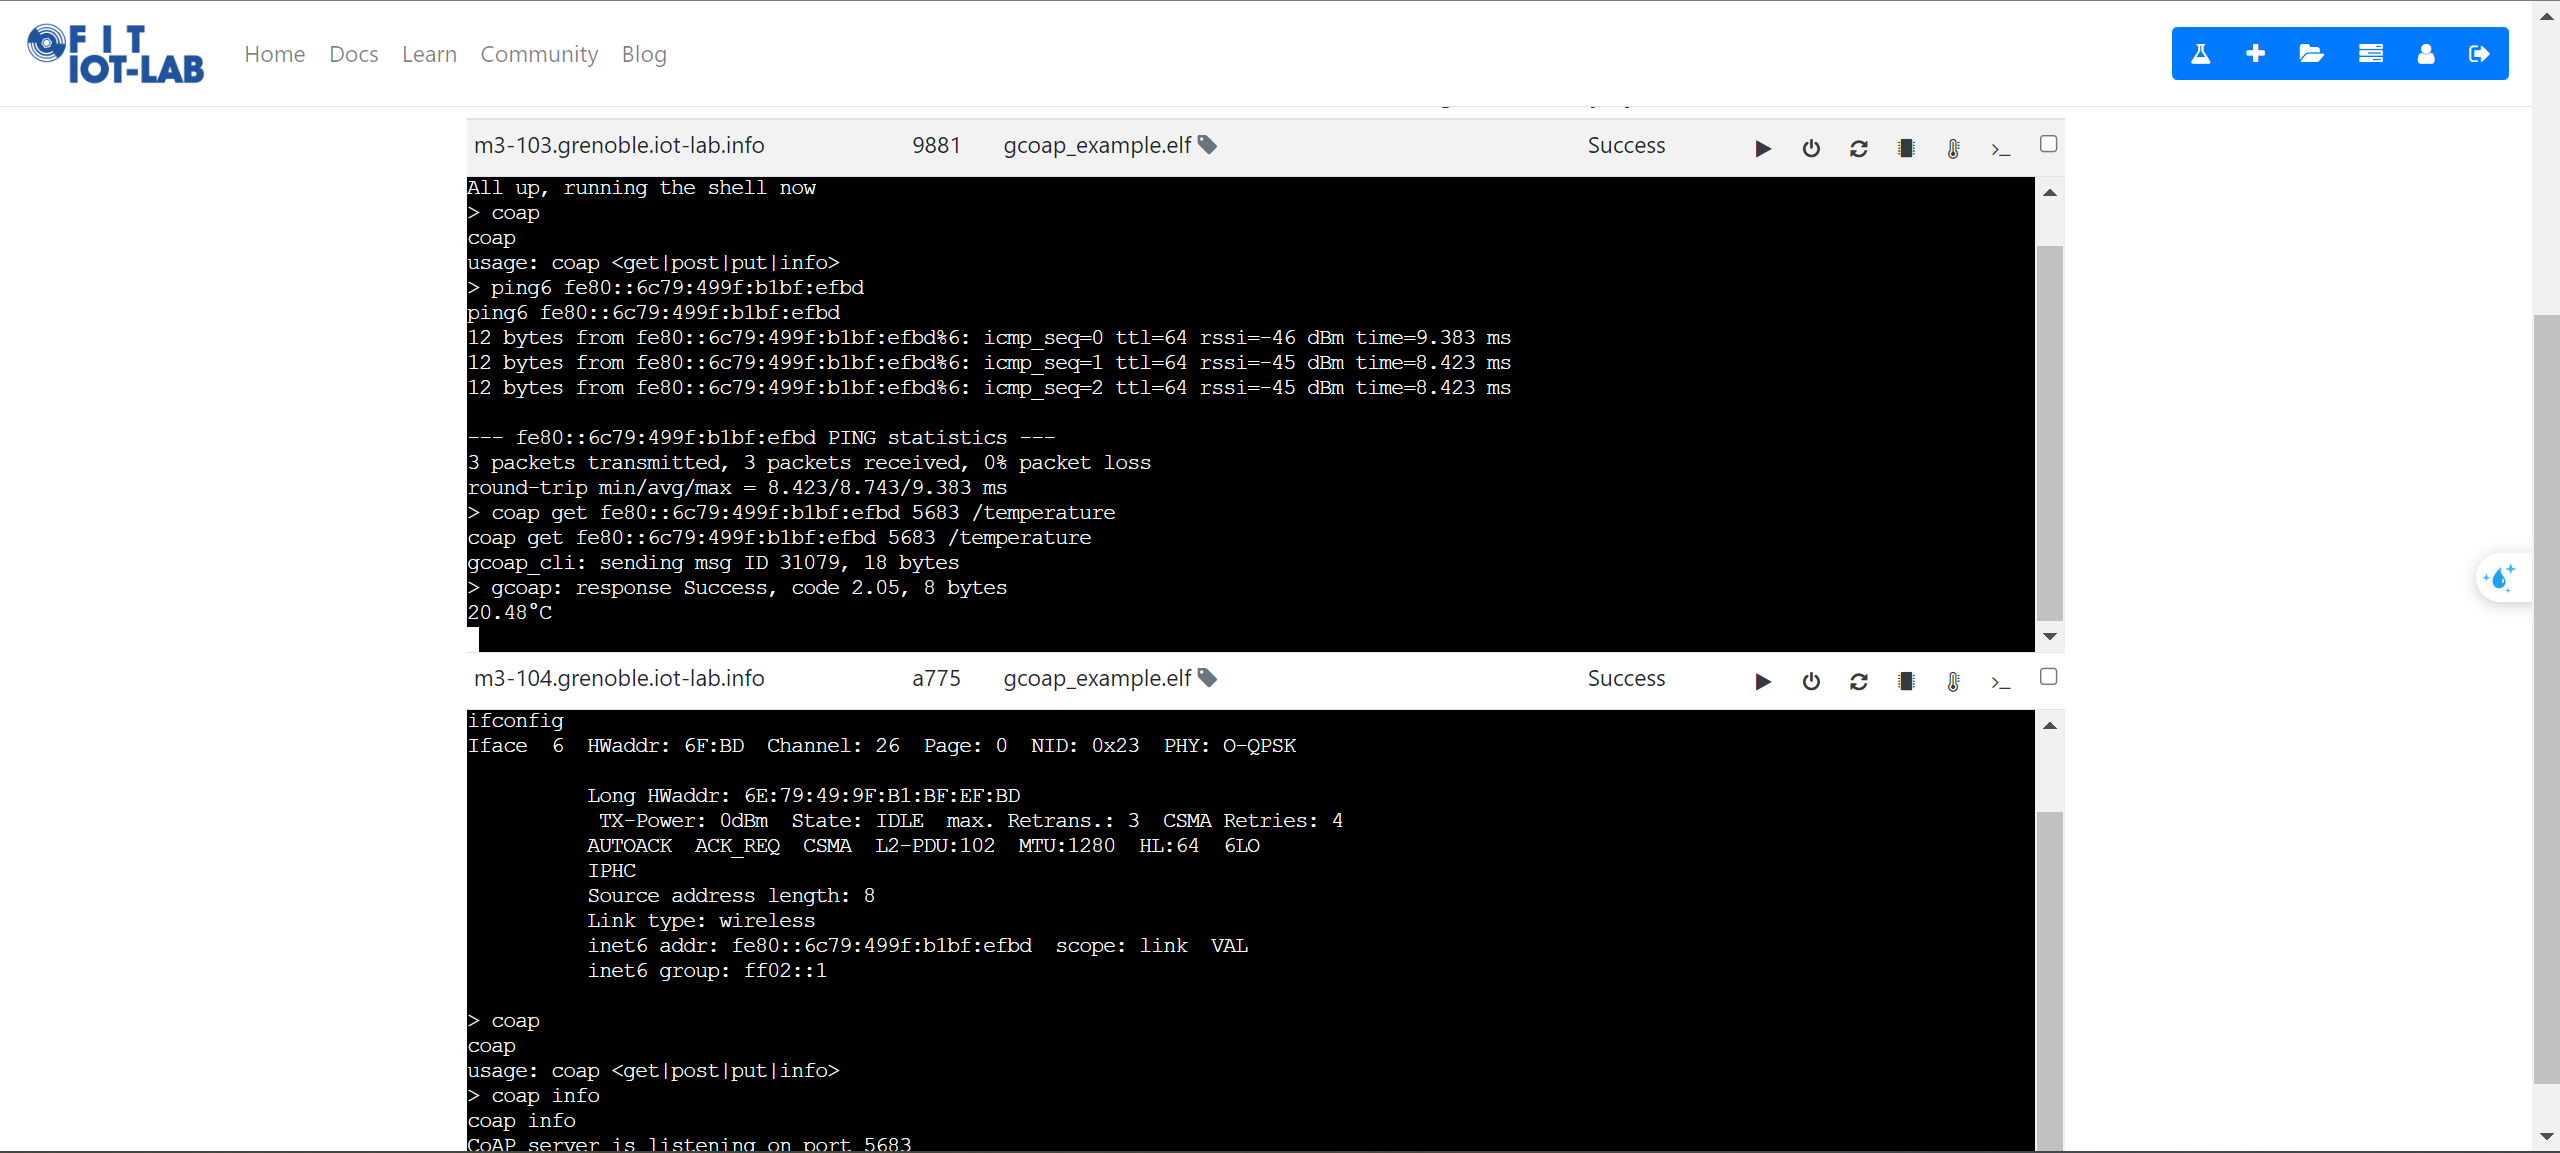 FIT IOT-LAB Home Docs Learn Community Blog
m3-103.grenoble.iot-lab.info 9881 gcoap_example.elf Success
All up, running the shell now
> coap
coap
usage: coap <get|post|put|info>
> ping6 fe80::6c79:499f:b1bf:efbd
ping6 fe80::6c79:499f:b1bf:efbd
12 bytes from fe80::6c79:499f:b1bf:efbd%6: icmp_seq=0 ttl=64 rssi=-46 dBm time=9.383 ms
12 bytes from fe80::6c79:499f:b1bf:efbd%6: icmp_seq=1 ttl=64 rssi=-45 dBm time=8.423 ms
12 bytes from fe80::6c79:499f:b1bf:efbd%6: icmp_seq=2 ttl=64 rssi=-45 dBm time=8.423 ms
--- fe80::6c79:499f:b1bf:efbd PING statistics ---
3 packets transmitted, 3 packets received, 0% packet loss
round-trip min/avg/max = 8.423/8.743/9.383 ms
> coap get fe80::6c79:499f:b1bf:efbd 5683 /temperature
coap get fe80::6c79:499f:b1bf:efbd 5683 /temperature
gcoap_cli: sending msg ID 31079, 18 bytes
> gcoap: response Success, code 2.05, 8 bytes
20.48°C
m3-104.grenoble.iot-lab.info a775 gcoap_example.elf Success
ifconfig
Iface 6 HWaddr: 6F:BD Channel: 26 Page: 0 NID: 0x23 PHY: O-QPSK
Long HWaddr: 6E:79:49:9F:B1:BF:EF:BD
TX-Power: 0dBm State: IDLE max. Retrans.: 3 CSMA Retries: 4
AUTOACK ACK_REQ CSMA L2-PDU:102 MTU:1280 HL:64 6LO
IPHC
Source address length: 8
Link type: wireless
inet6 addr: fe80::6c79:499f:b1bf:efbd scope: link VAL
inet6 group: ff02::1
> coap
coap
usage: coap <get|post|put|info>
> coap info
coap info
CoAP server is listening on port 5683